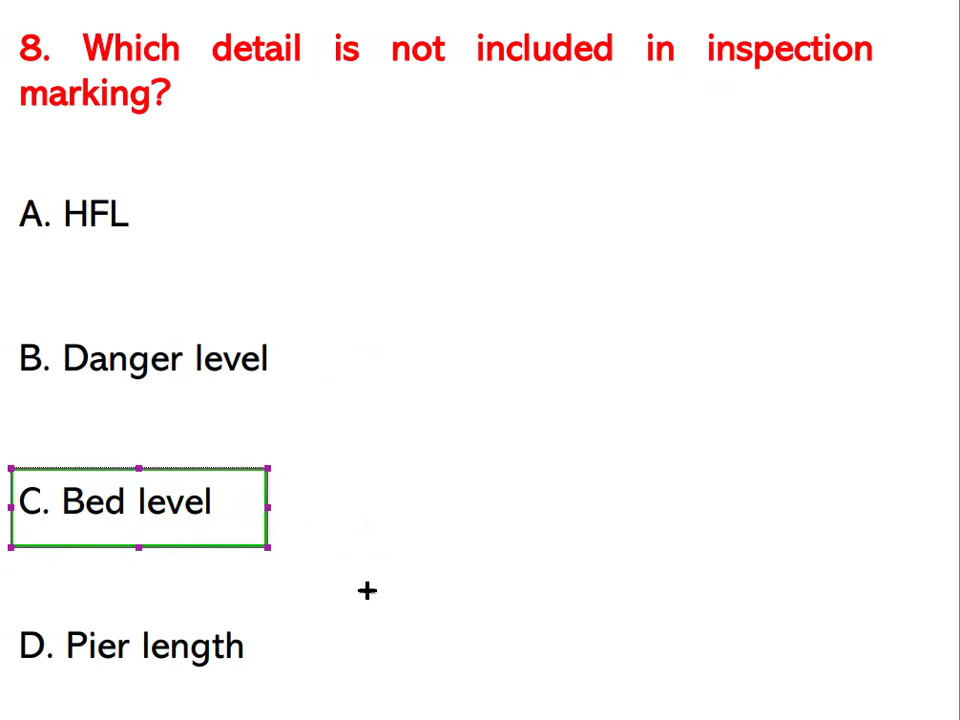 8. Which detail is not included in inspection
marking?
A. HFL
B. Danger level
C. Bed level
D. Pier length